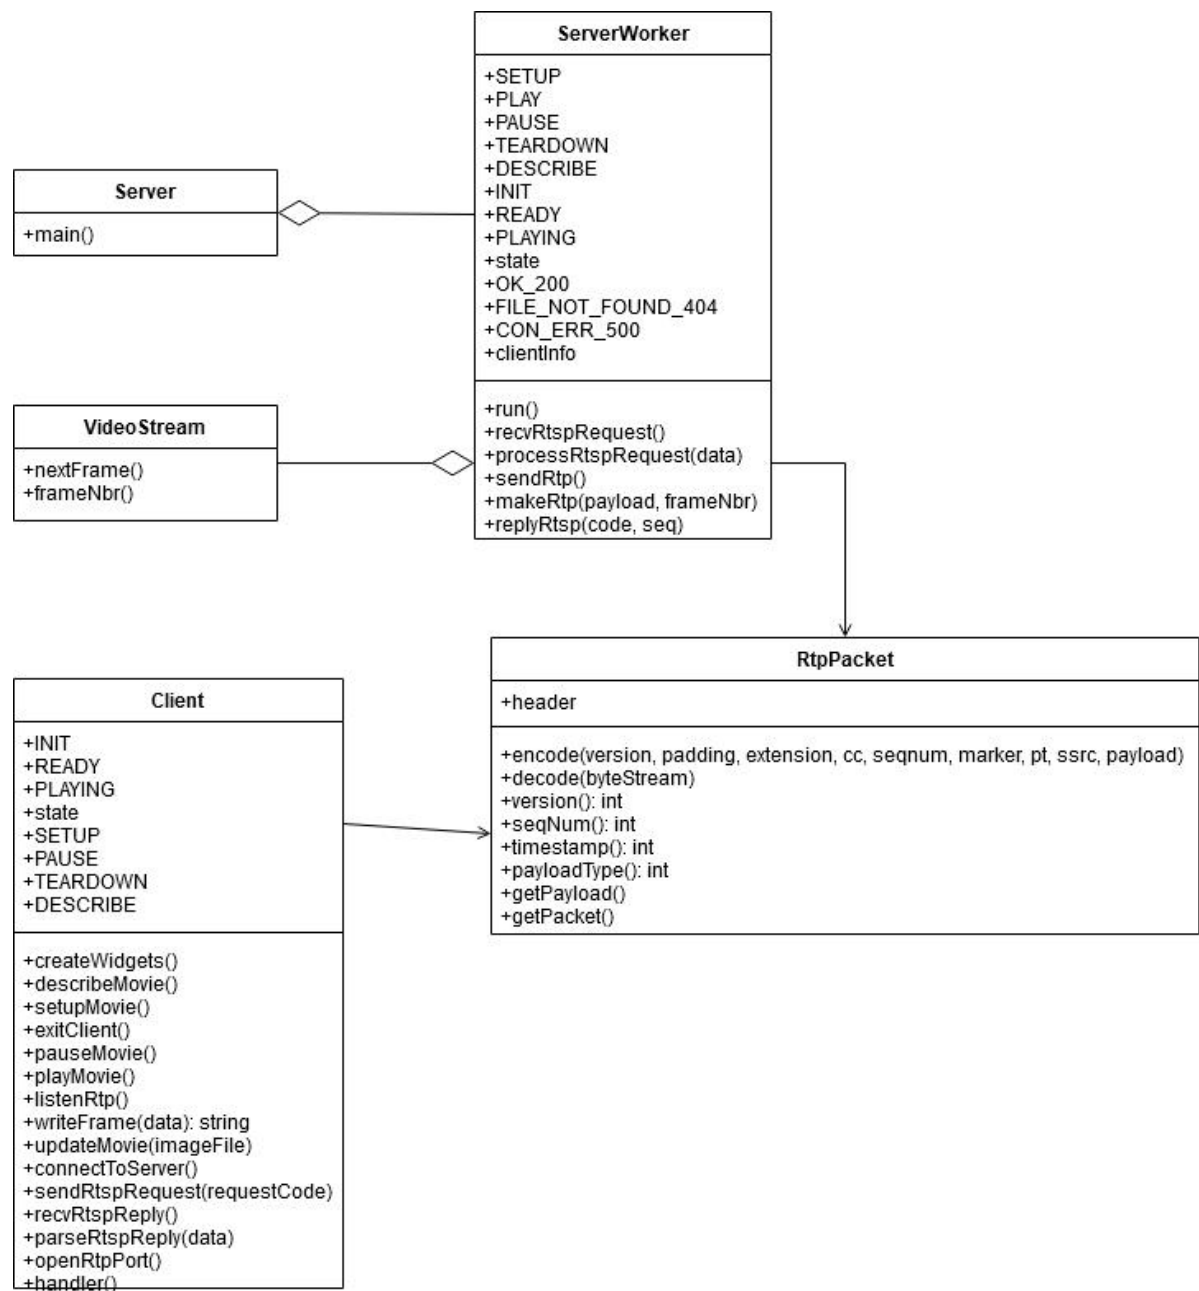 ServerWorker
+SETUP
+PLAY
+PAUSE
+TEARDOWN
+DESCRIBE
+INIT
+READY
+PLAYING
+state
+OK_200
+FILE_NOT_FOUND_404
+CON_ERR_500
+clientInfo
+run()
+recvRtspRequest()
+processRtspRequest(data)
+sendRtp()
+makeRtp(payload, frameNbr)
+replyRtsp(code, seq)
Server
+main()
VideoStream
+nextFrame()
+frameNbr()
RtpPacket
+header
+encode(version, padding, extension, cc, seqnum, marker, pt, ssrc, payload)
+decode(byteStream)
+version(): int
+seqNum(): int
+timestamp(): int
+payloadType(): int
+getPayload()
+getPacket()
Client
+INIT
+READY
+PLAYING
+state
+SETUP
+PAUSE
+TEARDOWN
+DESCRIBE
+createWidgets()
+describeMovie()
+setupMovie()
+exitClient()
+pauseMovie()
+playMovie()
+listenRtp()
+writeFrame(data): string
+updateMovie(imageFile)
+connectToServer()
+sendRtspRequest(requestCode)
+recvRtspReply()
+parseRtspReply(data)
+openRtpPort()
+handler()